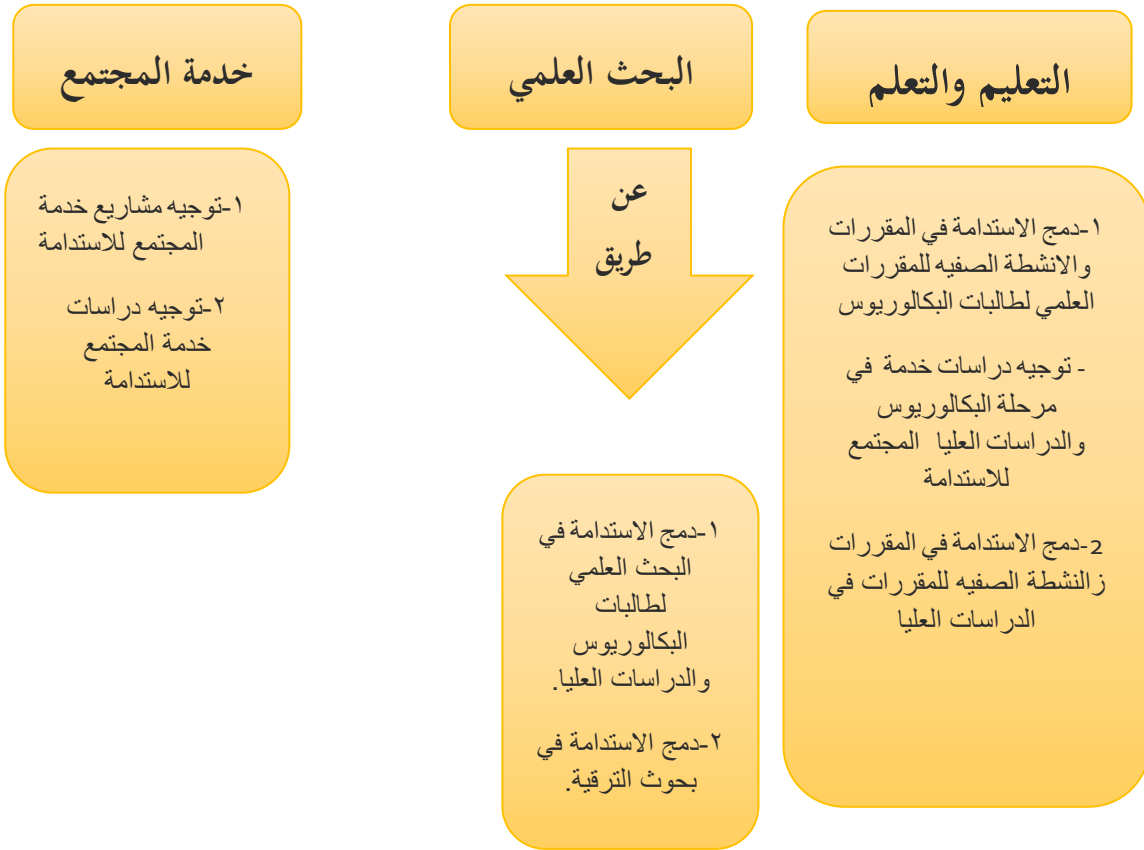 التعليم والتعلم
البحث العلمي
خدمة المجتمع
عن
طريق
١-دمج الاستدامة في المقررات
والانشطة الصفيه للمقررات
العلمي لطالبات البكالوريوس
- توجيه دراسات خدمة في
مرحلة البكالوريوس
والدراسات العليا المجتمع
للاستدامة
2-دمج الاستدامة في المقررات
زالنشطة الصفيه للمقررات في
الدراسات العليا
١-دمج الاستدامة في
البحث العلمي
لطالبات
البكالوريوس
والدراسات العليا.
٢-دمج الاستدامة في
بحوث الترقية.
١-توجيه مشاريع خدمة
المجتمع للاستدامة
٢-توجيه دراسات
خدمة المجتمع
للاستدامة